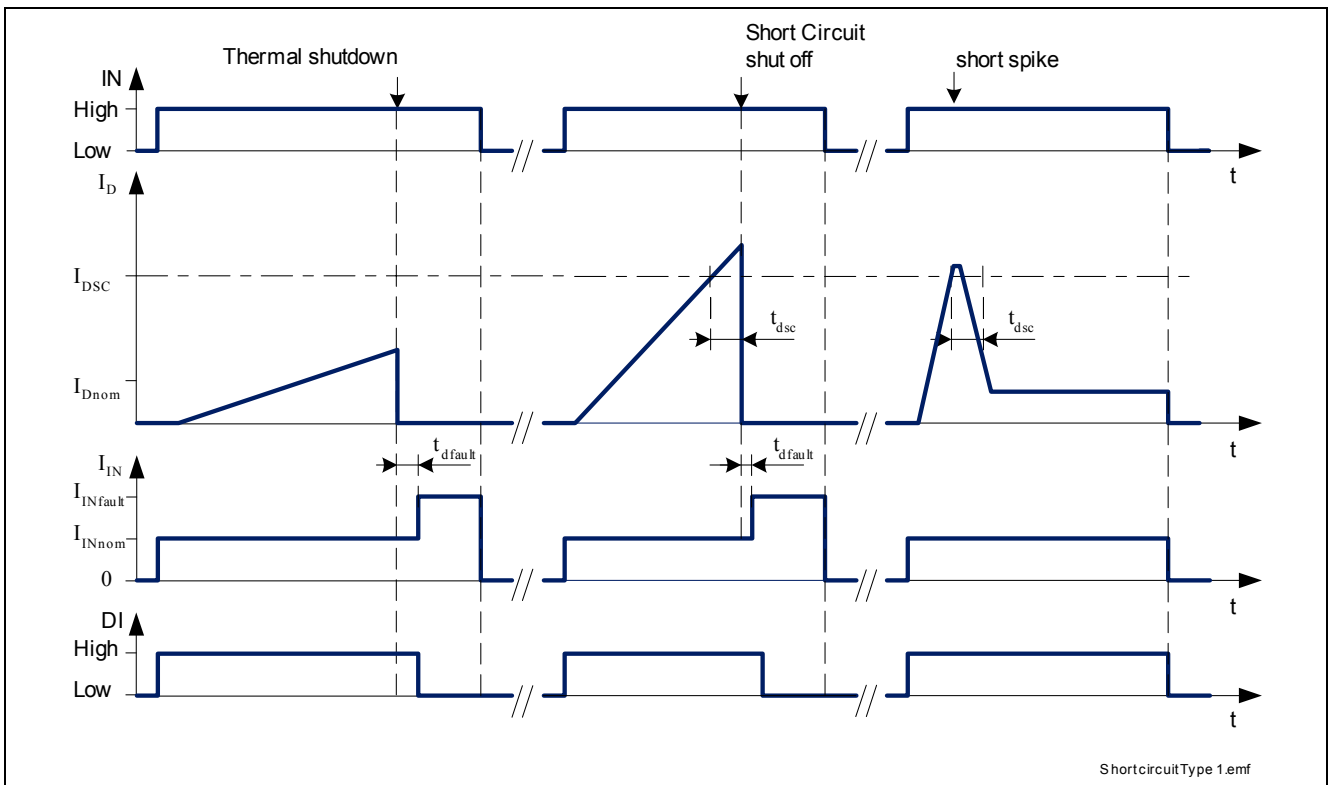 Thermal shutdown
Short Circuit
shut off
short spike
IN
High
Low
t
I_D
I_DSC
t_dsc
t_dsc
I_Dnom
t
t_dfault
t_dfault
I_IN
I_INfault
I_INnom
0
t
DI
High
Low
t
ShortcircuitType 1.emf